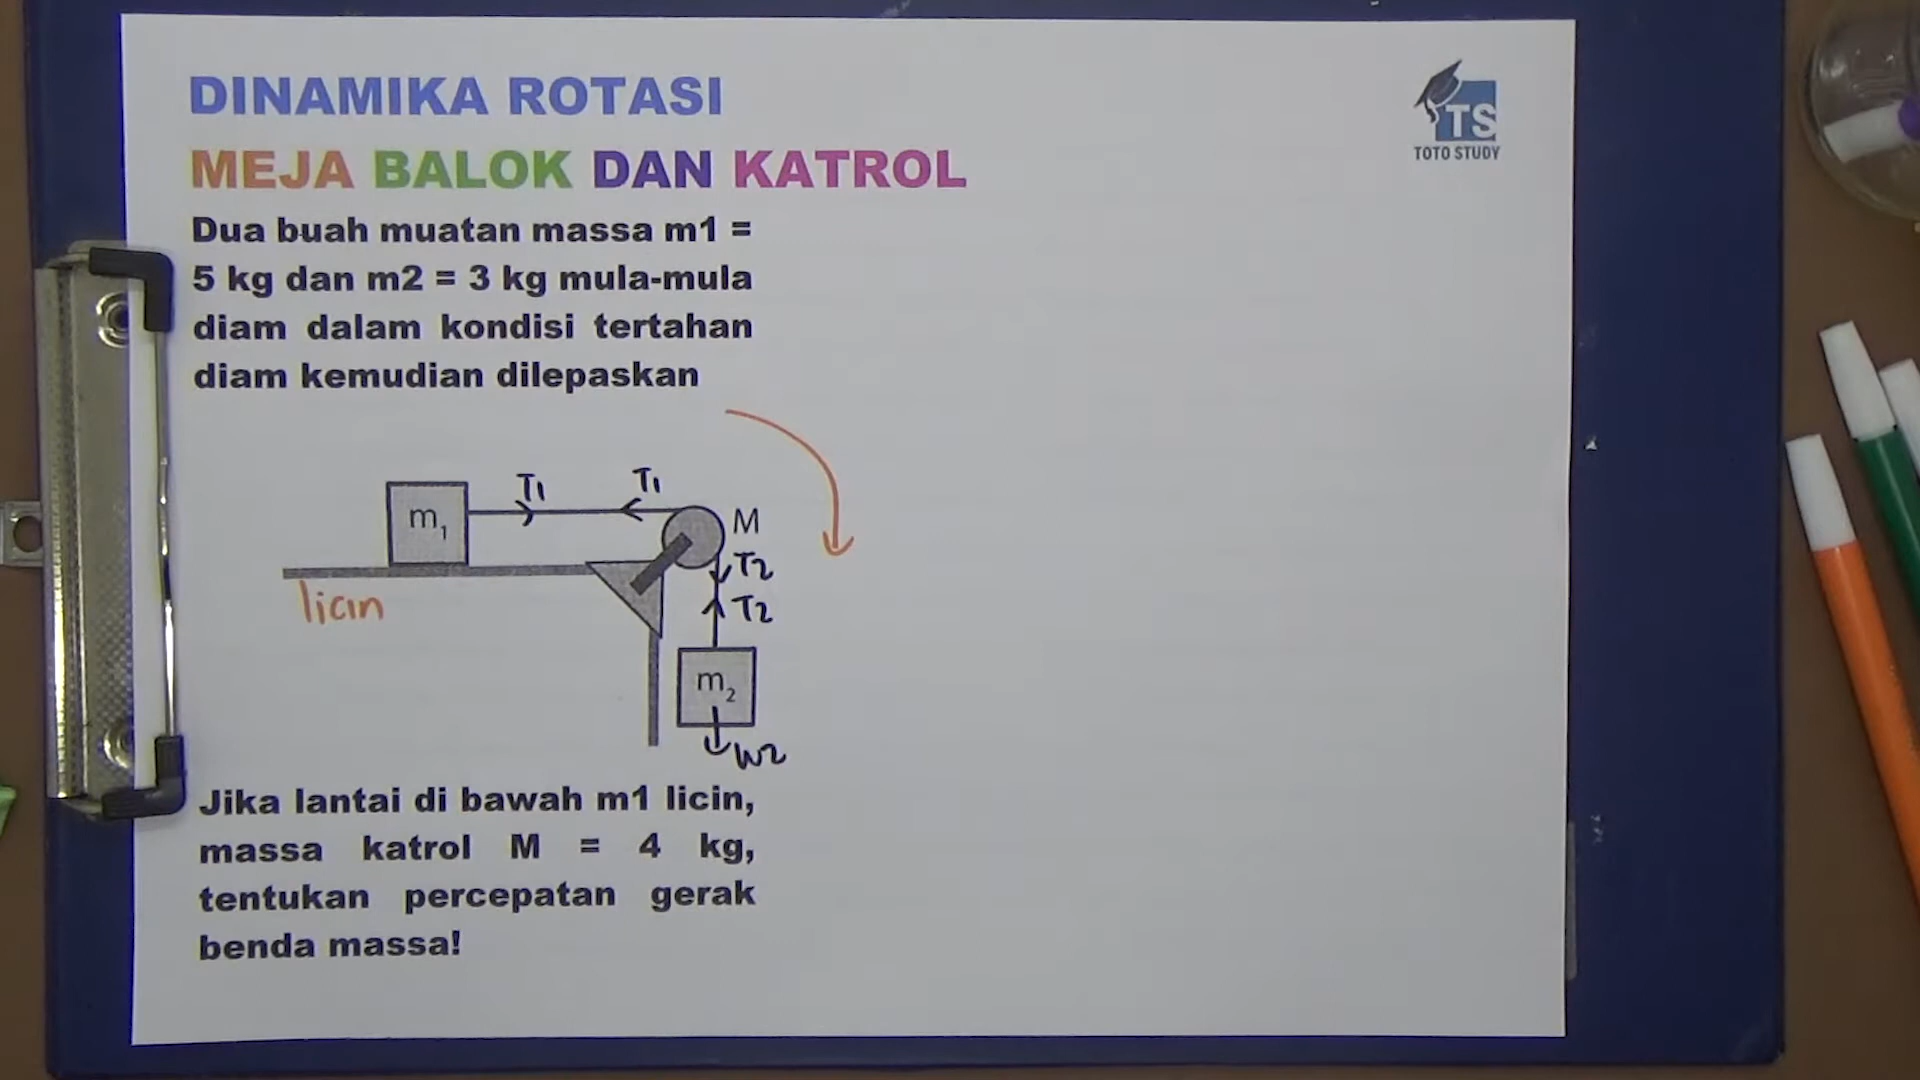 DINAMIKA ROTASI
TS
TOTO STUDY
MEJA BALOK DAN KATROL
Dua buah muatan massa m1 =
5 kg dan m2 = 3 kg mula-mula
diam dalam kondisi tertahan
diam kemudian dilepaskan
T1 T1
m1
M
T2
licin
T2
m2
W2
Jika lantai di bawah m1 licin,
massa katrol M = 4 kg,
tentukan percepatan gerak
benda massa!